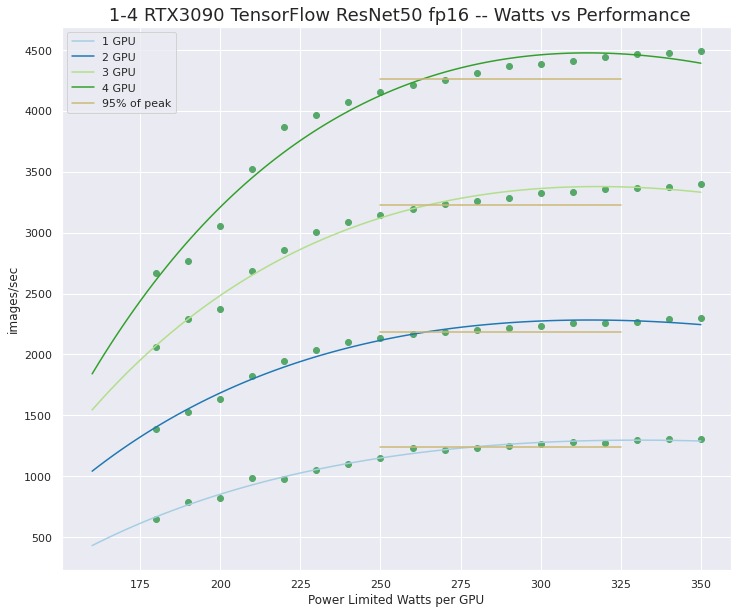 1-4 RTX3090 TensorFlow ResNet50 fp16 -- Watts vs Performance
1 GPU
2 GPU
3 GPU
4 GPU
95% of peak
4500
4000
3500
3000
2500
2000
1500
1000
500
images/sec
175
200
225
250
275
300
325
350
Power Limited Watts per GPU